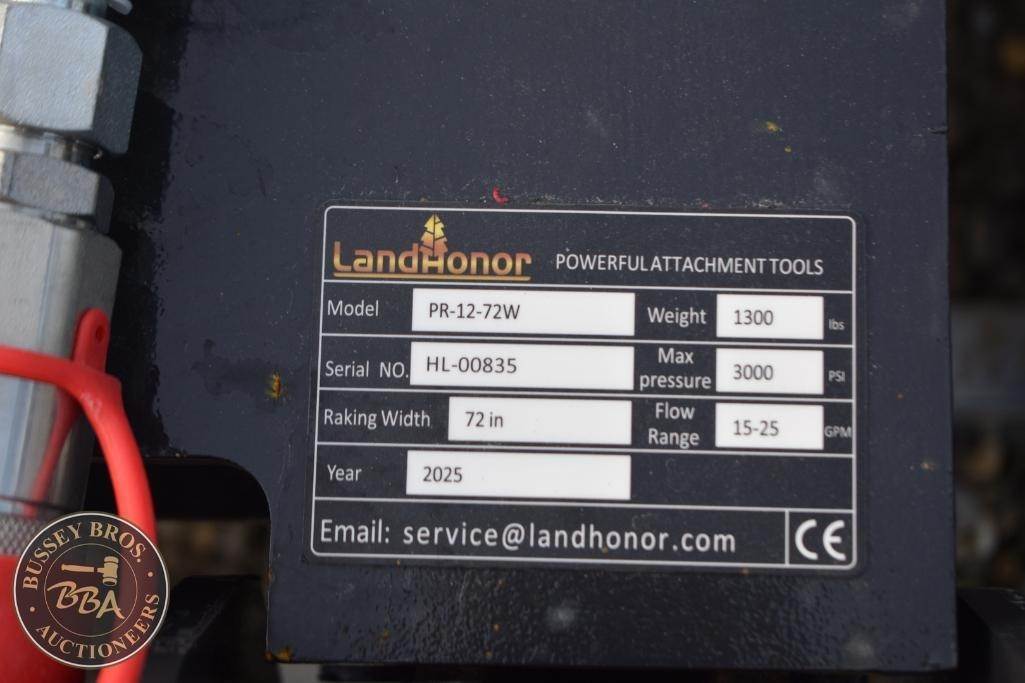 LandHonor POWERFUL ATTACHMENT TOOLS
Model PR-12-72W Weight 1300 lbs
Serial NO. HL-00835 Max pressure 3000 PSI
Raking Width 72 in Flow Range 15-25 GPM
Year 2025
Email: service@landhonor.com CE
BUSSEY BROS.
BBA
AUCTIONEERS